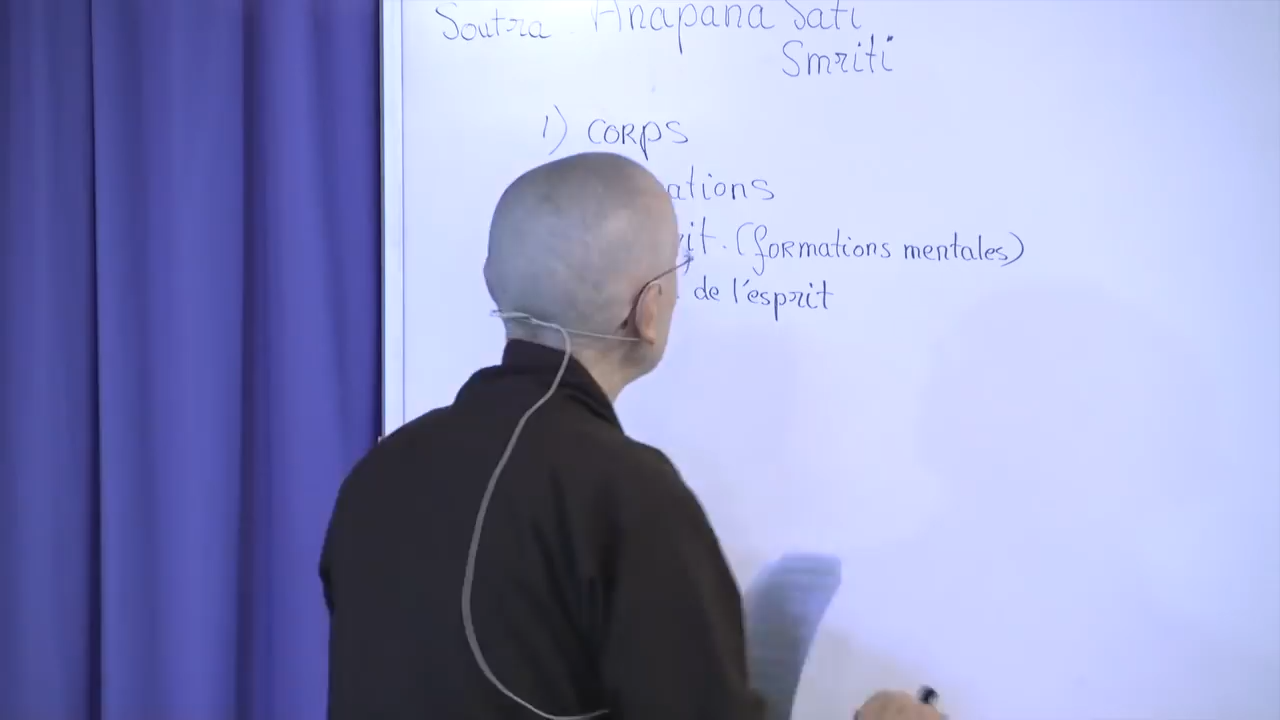 Soutra Anapana Sati
Smriti
1) CORPS
ations
it. (formations mentales)
de l'esprit